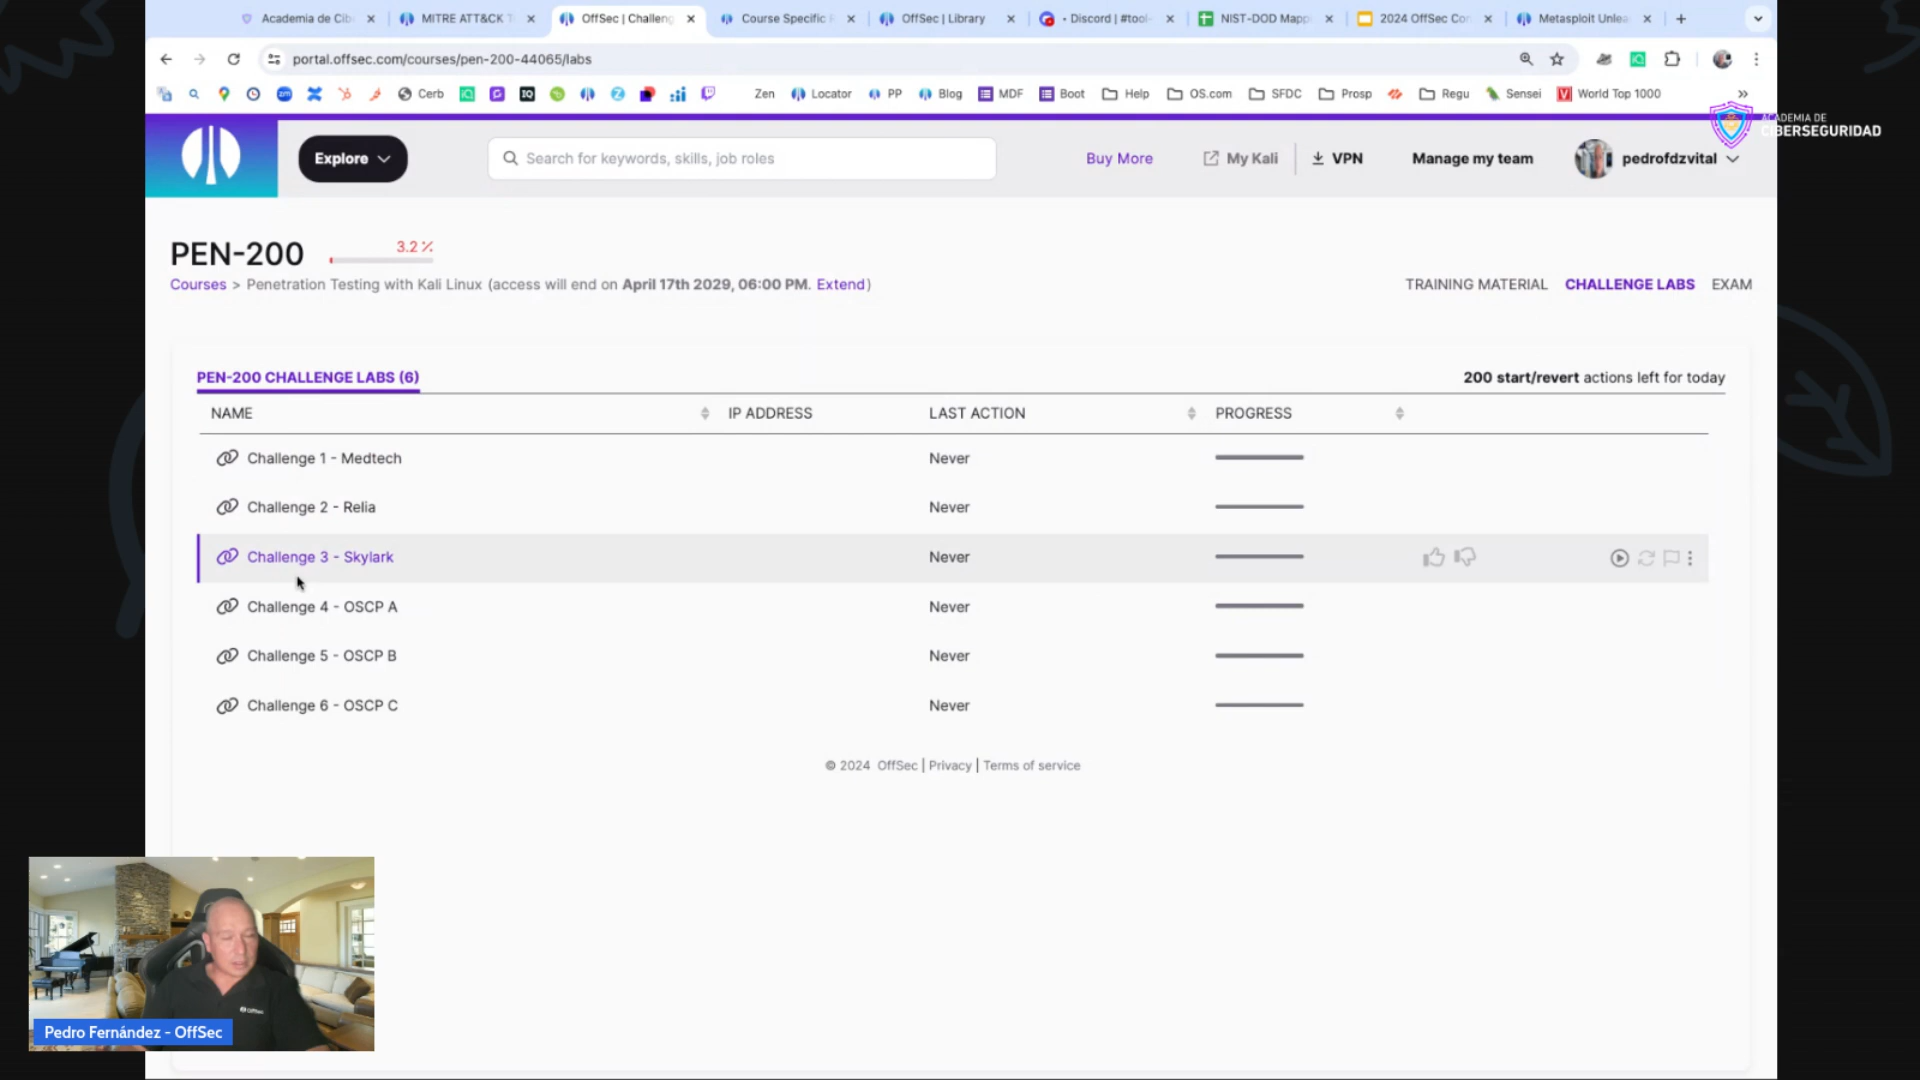 Academia de Cib
MITRE ATT&CK T
OffSec | Challeng
Course Specific
OffSec | Library
• Discord | #tool-
NIST-DOD Mapp
2024 OffSec Con
Metasploit Unlea
portal.offsec.com/courses/pen-200-44065/labs
Cerb
Zen
Locator
PP
Blog
MDF
Boot
Help
OS.com
SFDC
Prosp
Regu
Sensei
World Top 1000
ACADEMIA DE
CIBERSEGURIDAD
Explore
Search for keywords, skills, job roles
Buy More
My Kali
VPN
Manage my team
pedrofdzvital
PEN-200
3.2 %
Courses > Penetration Testing with Kali Linux (access will end on April 17th 2029, 06:00 PM. Extend)
TRAINING MATERIAL
CHALLENGE LABS
EXAM
PEN-200 CHALLENGE LABS (6)
200 start/revert actions left for today
NAME IP ADDRESS LAST ACTION PROGRESS
Challenge 1 - Medtech Never
Challenge 2 - Relia Never
Challenge 3 - Skylark Never
Challenge 4 - OSCP A Never
Challenge 5 - OSCP B Never
Challenge 6 - OSCP C Never
© 2024 OffSec | Privacy | Terms of service
OffSec
Pedro Fernández - OffSec